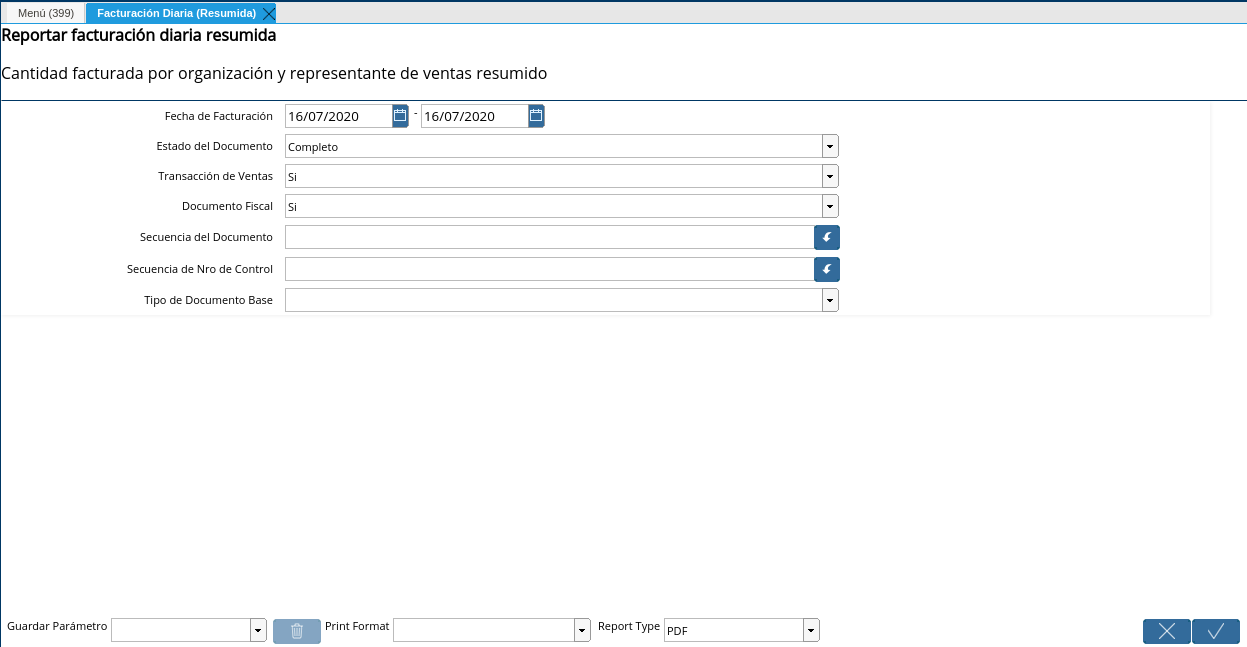 Menú (399) Facturación Diaria (Resumida)
Reportar facturación diaria resumida
Cantidad facturada por organización y representante de ventas resumido
Fecha de Facturación 16/07/2020 - 16/07/2020
Estado del Documento Completo
Transacción de Ventas Si
Documento Fiscal Si
Secuencia del Documento
Secuencia de Nro de Control
Tipo de Documento Base
Guardar Parámetro Print Format Report Type PDF